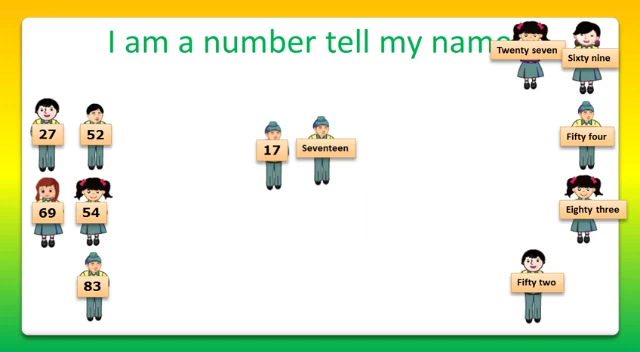 I am a number tell my name
Twenty seven
Sixty nine
27
52
17
Seventeen
Fifty four
69
54
Eighty three
83
Fifty two